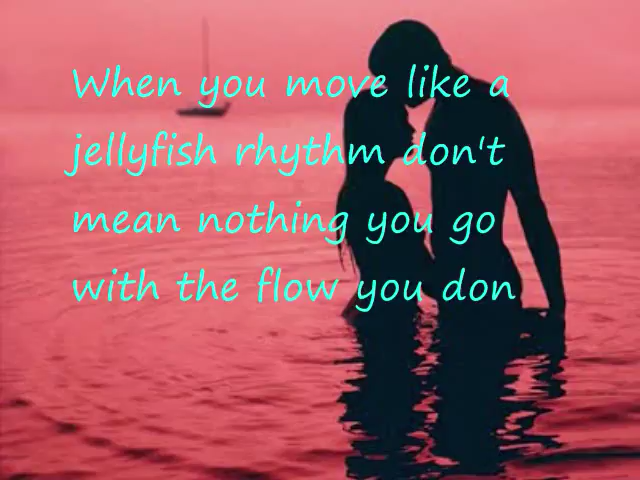 When you move like a
jellyfish rhythm don't
mean nothing you go
with the flow you don